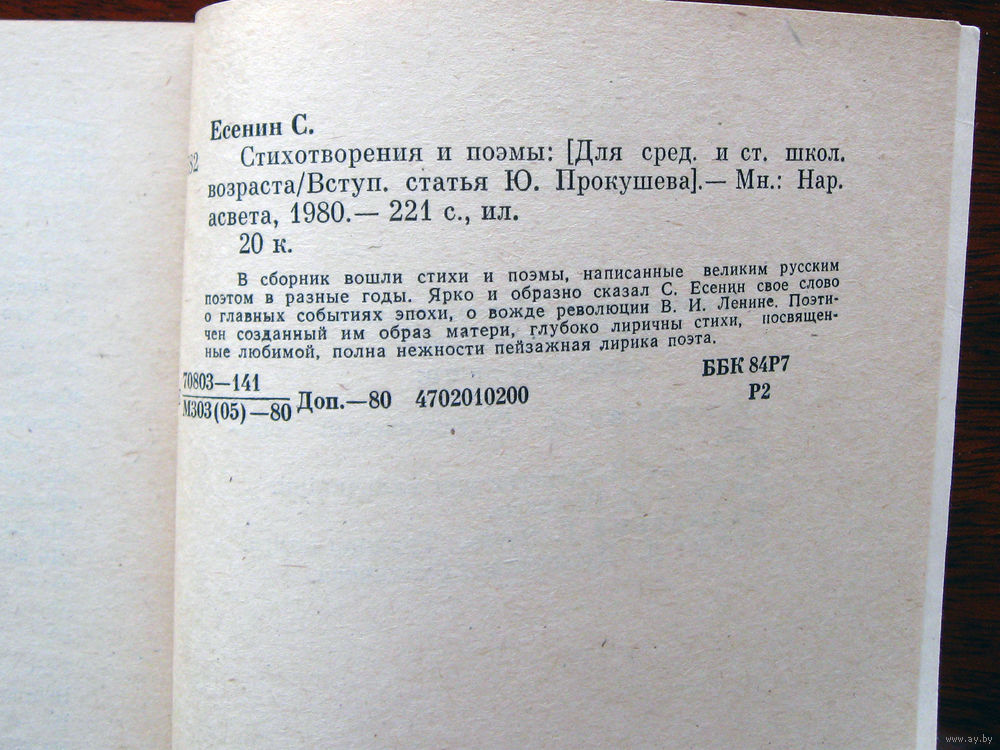 Есенин С.
Стихотворения и поэмы: [Для сред. и ст. школ.
возраста/Вступ. статья Ю. Прокушева].— Мн.: Нар.
асвета, 1980.— 221 с., ил.
20 к.
В сборник вошли стихи и поэмы, написанные великим русским
поэтом в разные годы. Ярко и образно сказал С. Есенин свое слово
о главных событиях эпохи, о вожде революции В. И. Ленине. Поэти-
чен созданный им образ матери, глубоко лиричны стихи, посвящен-
ные любимой, полна нежности пейзажная лирика поэта.
70803—141
М303(05)—80
Доп.—80 4702010200
ББК 84Р7
Р2
www.ay.by